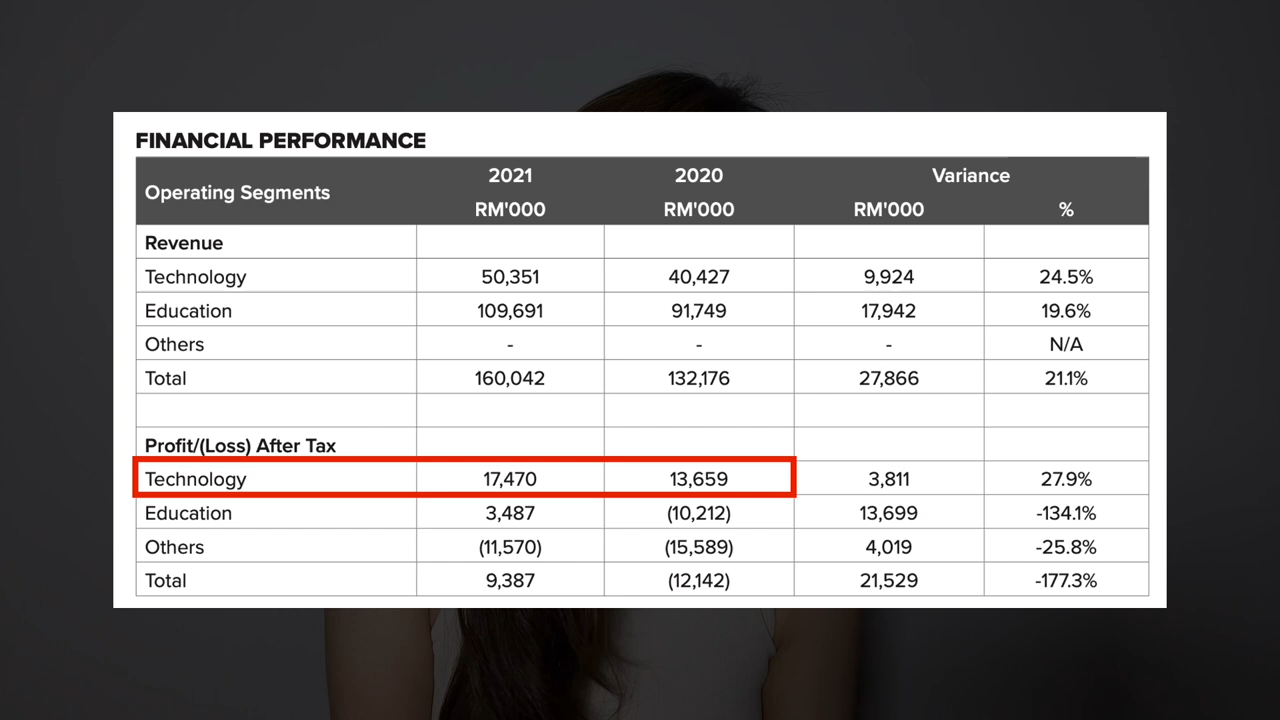 FINANCIAL PERFORMANCE
Operating Segments 2021 2020 Variance
RM'000 RM'000 RM'000 %
Revenue
Technology 50,351 40,427 9,924 24.5%
Education 109,691 91,749 17,942 19.6%
Others - - - N/A
Total 160,042 132,176 27,866 21.1%
Profit/(Loss) After Tax
Technology 17,470 13,659 3,811 27.9%
Education 3,487 (10,212) 13,699 -134.1%
Others (11,570) (15,589) 4,019 -25.8%
Total 9,387 (12,142) 21,529 -177.3%